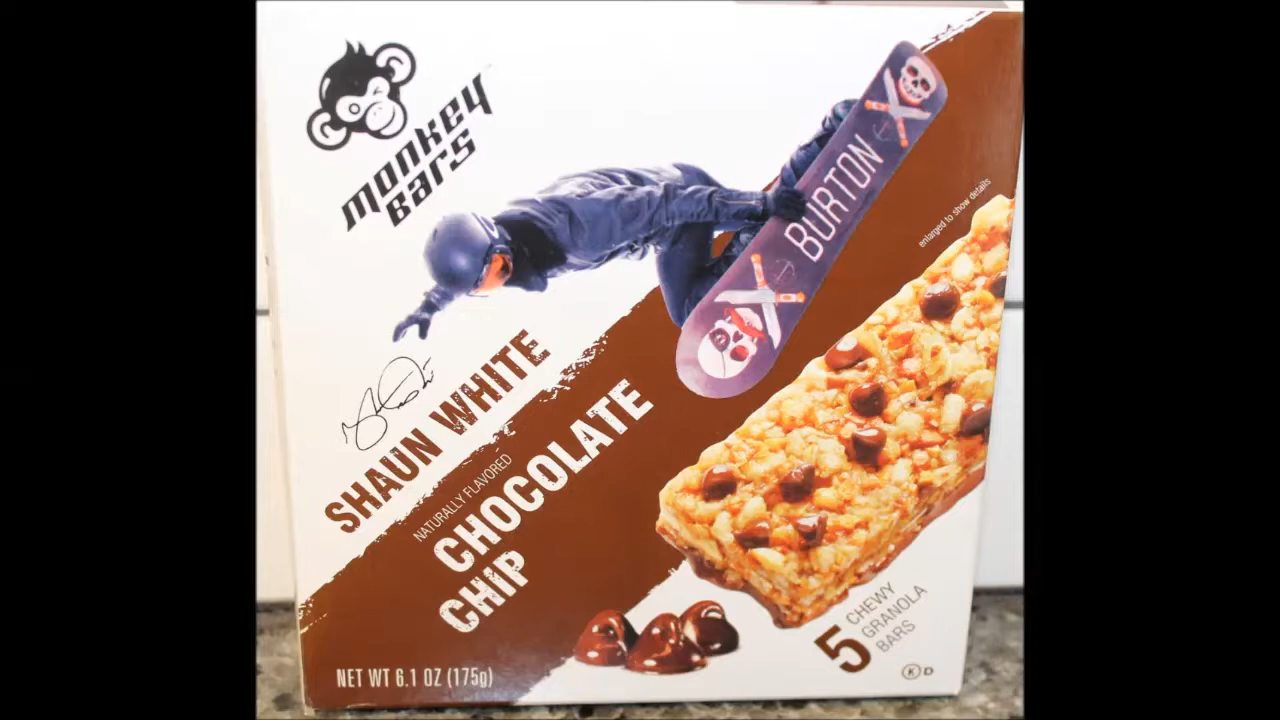 monkey
Bars
BURTON
enlarged to show details
SHAUN WHITE
NATURALLY FLAVORED
CHOCOLATE
CHIP
5 CHEWY
GRANOLA
BARS
NET WT 6.1 OZ (175g)
K D